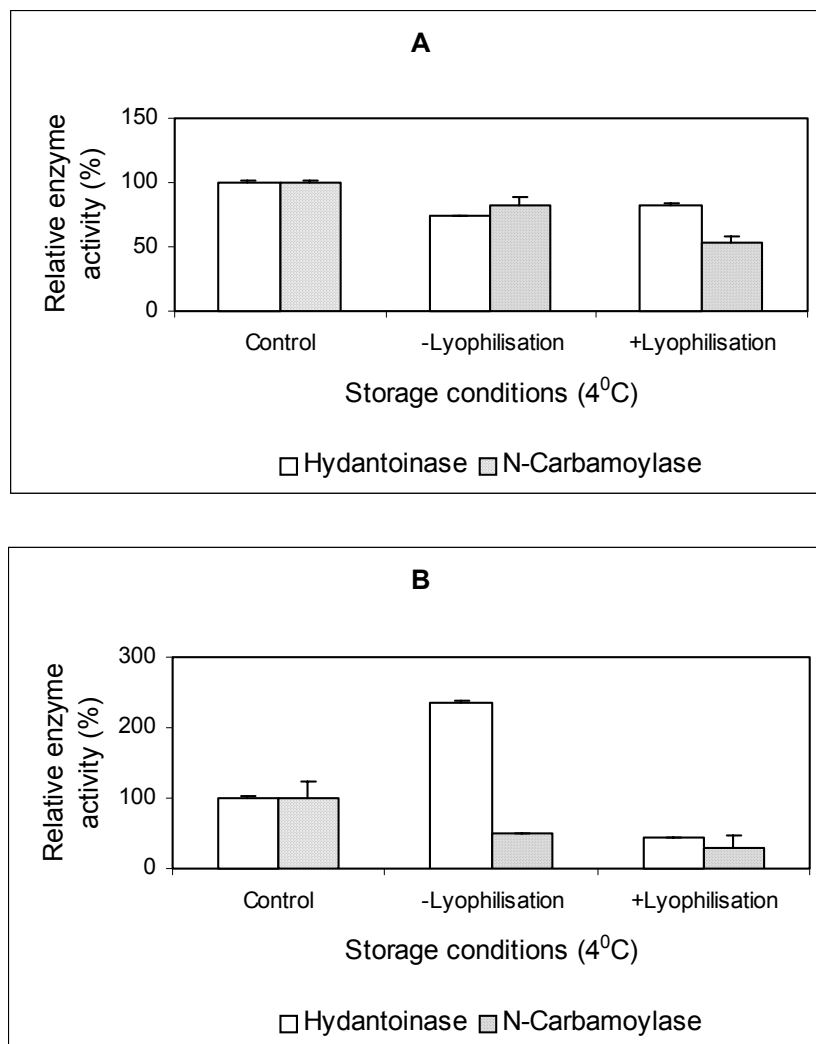 A
Relative enzyme
activity (%)
150
100
50
0
Control -Lyophilisation +Lyophilisation
Storage conditions (4⁰C)
Hydantoinase N-Carbamoylase
B
Relative enzyme
activity (%)
300
200
100
0
Control -Lyophilisation +Lyophilisation
Storage conditions (4⁰C)
Hydantoinase N-Carbamoylase